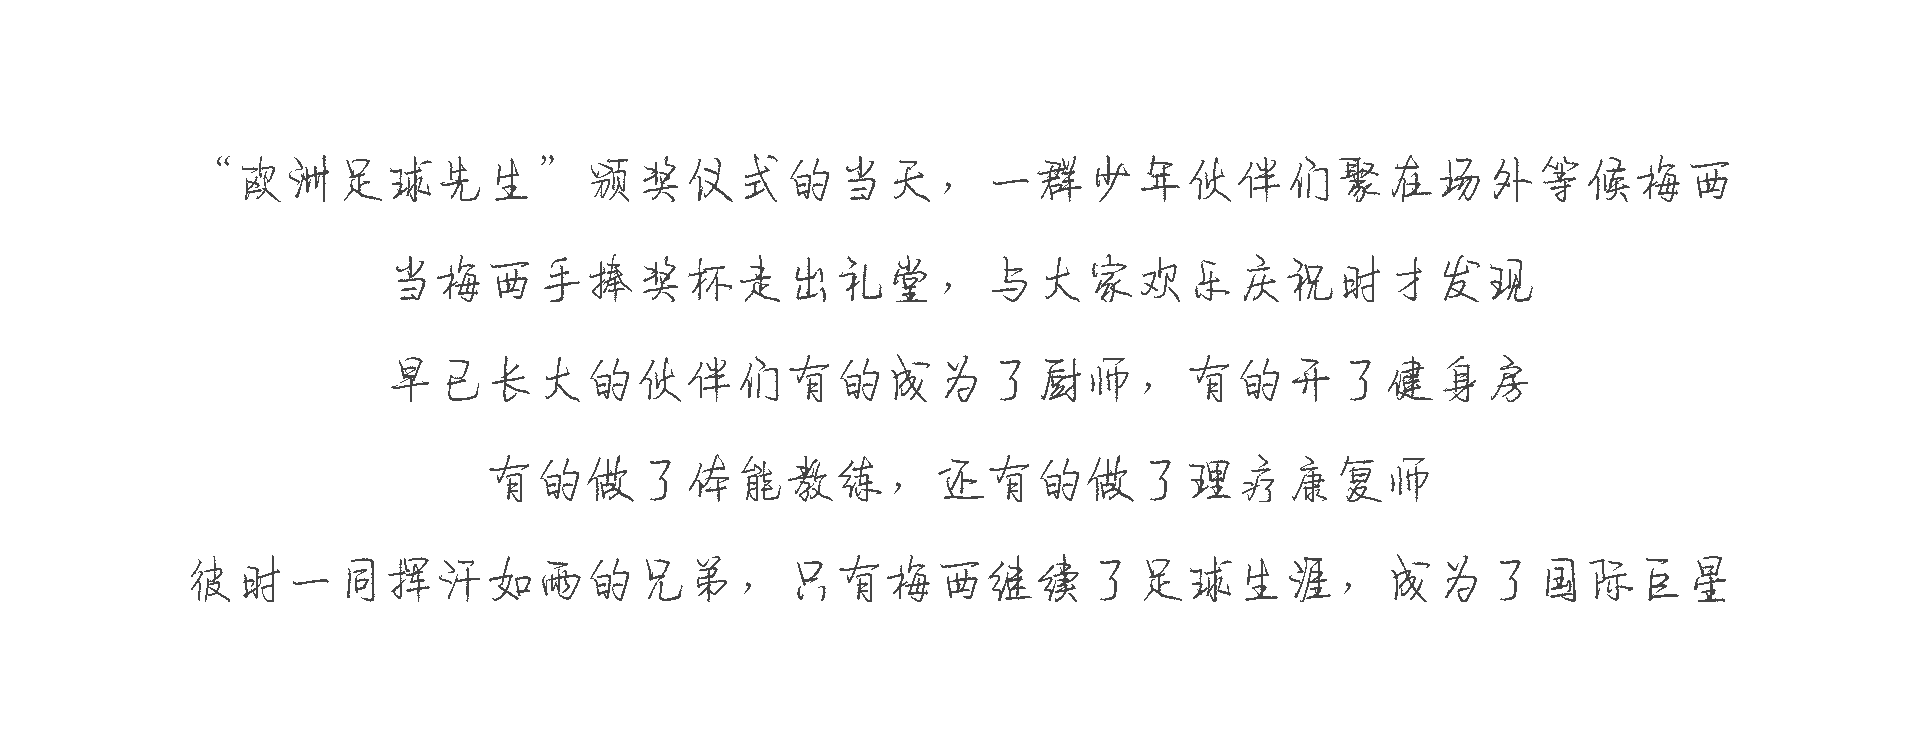 “欧洲足球先生”颁奖仪式的当天，一群少年伙伴们聚在场外等候梅西
当梅西手捧奖杯走出礼堂，与大家欢乐庆祝时才发现
早已长大的伙伴们有的成为了厨师，有的开了健身房
有的做了体能教练，还有的做了理疗康复师
彼时一同挥汗如雨的兄弟，只有梅西继续了足球生涯，成为了国际巨星